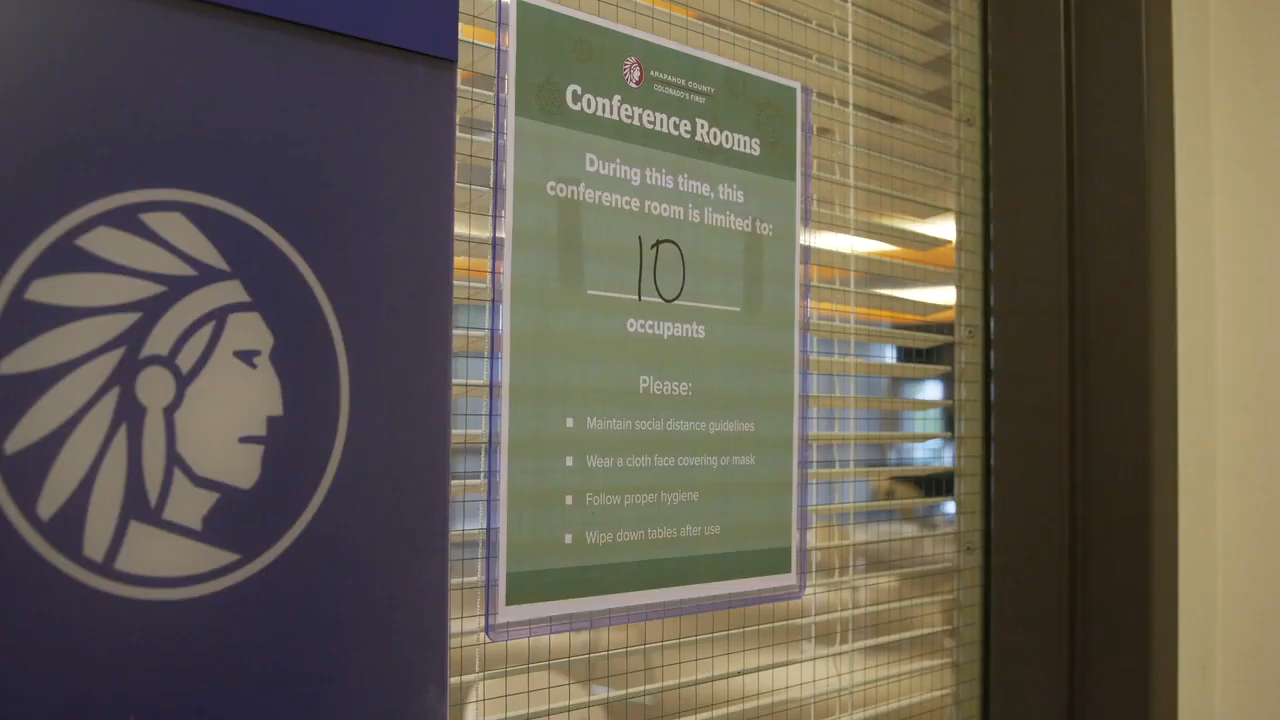 ARAPAHOE COUNTY
COLORADO'S FIRST
Conference Rooms
During this time, this
conference room is limited to:
10
occupants
Please:
Maintain social distance guidelines
Wear a cloth face covering or mask
Follow proper hygiene
Wipe down tables after use